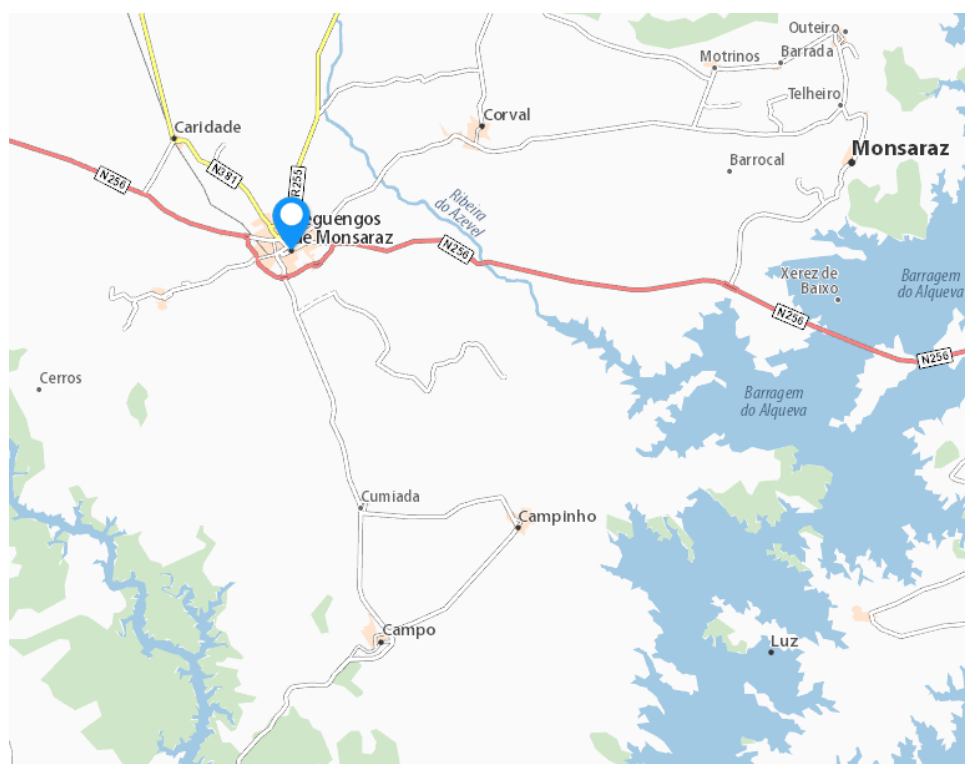 Outeiro
Motrinos
Barrada
Telheiro
Corval
Caridade
Monsaraz
Barrocal
N256
N381
R255
Ribeira
do Azevel
eguengos
de Monsaraz
N256
Xerez de
Baixo
Barragem
do Alqueva
N256
N256
Cerros
Barragem
do Alqueva
Cumiada
Campinho
Campo
Luz